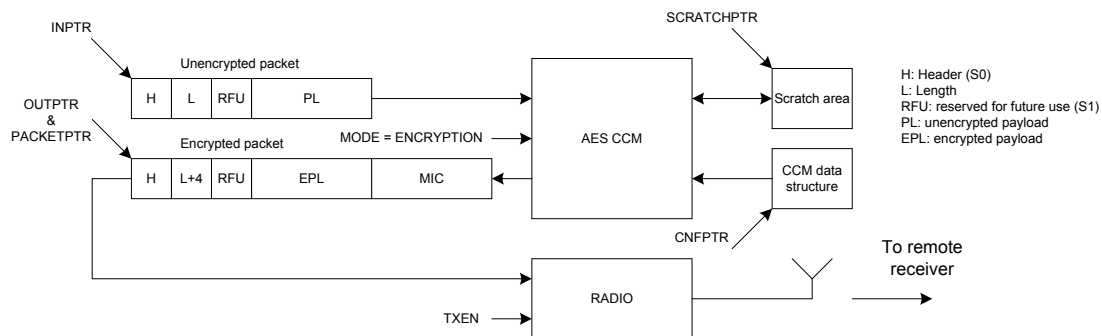 SCRATCHPTR
INPTR
Unencrypted packet
H L RFU PL
OUTPTR
&
PACKETPTR
MODE = ENCRYPTION
AES CCM
Scratch area
H: Header (S0)
L: Length
RFU: reserved for future use (S1)
PL: unencrypted payload
EPL: encrypted payload
Encrypted packet
H L+4 RFU EPL MIC
CCM data
structure
CNFPTR
To remote
receiver
RADIO
TXEN